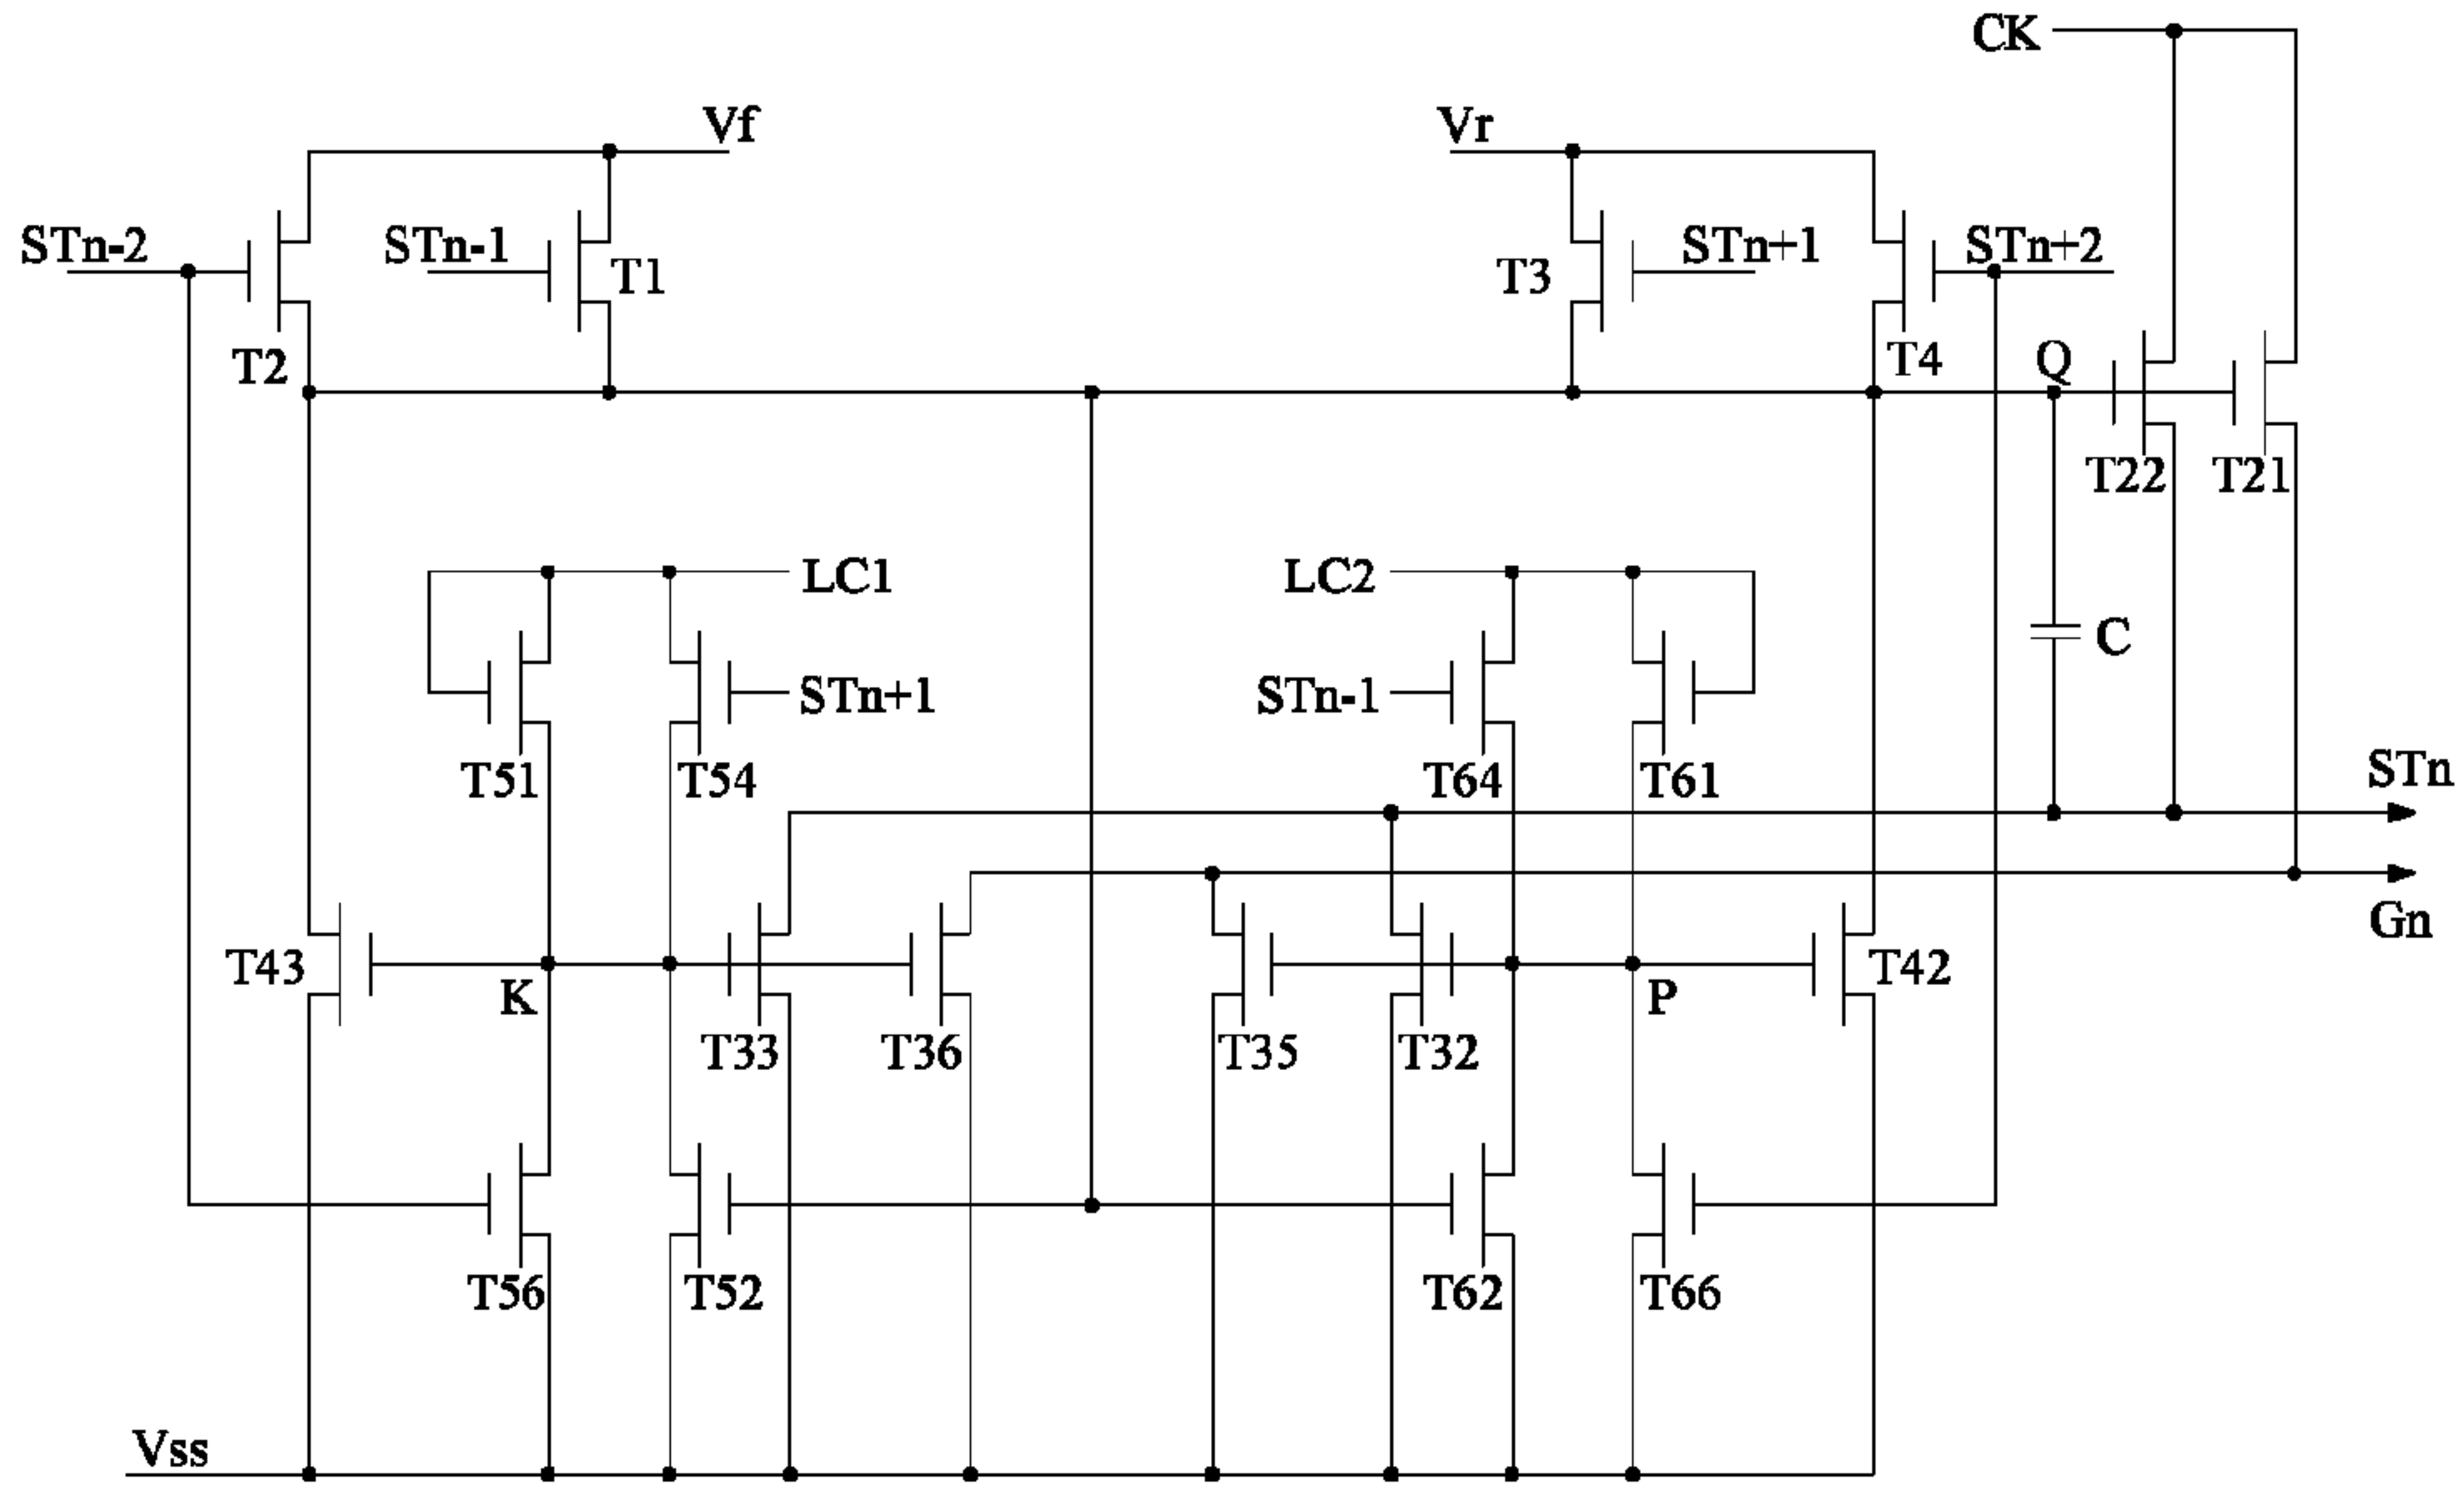 CK
Vf
Vr
STn-2
STn-1
T1
T3
STn+1
STn+2
T2
T4
Q
T22
T21
LC1
LC2
C
STn+1
STn-1
T51
T54
T64
T61
STn
Gn
T43
K
T33
T36
T35
T32
P
T42
T56
T52
T62
T66
Vss